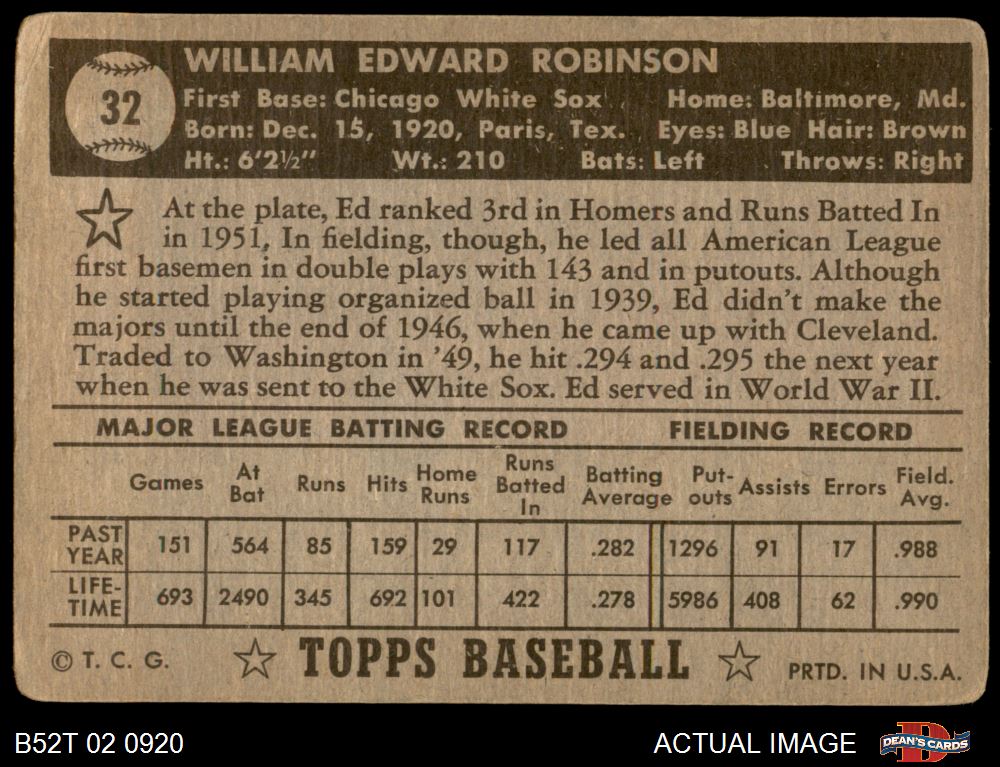 32
WILLIAM EDWARD ROBINSON
First Base: Chicago White Sox Home: Baltimore, Md.
Born: Dec. 15, 1920, Paris, Tex. Eyes: Blue Hair: Brown
Ht.: 6'2½" Wt.: 210 Bats: Left Throws: Right
At the plate, Ed ranked 3rd in Homers and Runs Batted In
in 1951. In fielding, though, he led all American League
first basemen in double plays with 143 and in putouts. Although
he started playing organized ball in 1939, Ed didn't make the
majors until the end of 1946, when he came up with Cleveland.
Traded to Washington in '49, he hit .294 and .295 the next year
when he was sent to the White Sox. Ed served in World War II.
MAJOR LEAGUE BATTING RECORD FIELDING RECORD
Games At Bat Runs Hits Home Runs Runs Batted In Batting Average Put-outs Assists Errors Field. Avg.
PAST YEAR 151 564 85 159 29 117 .282 1296 91 17 .988
LIFE-TIME 693 2490 345 692 101 422 .278 5986 408 62 .990
© T. C. G. TOPPS BASEBALL PRTD. IN U.S.A.
B52T 02 0920 ACTUAL IMAGE D DEAN'S CARDS